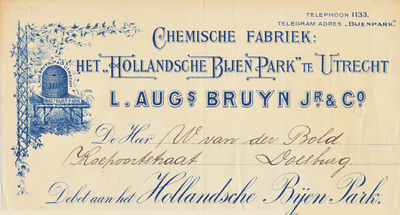 TELEPHOON 1133.
TELEGRAM ADRES „BIJENPARK."
CHEMISCHE FABRIEK:
HET „HOLLANDSCHE BIJEN PARK" TE UTRECHT
L. AUGS BRUYN JR. & Co
De Heer W van der Bold
Koepoortstraat Doesburg.
Debet aan het Hollandsche Bijen Park.